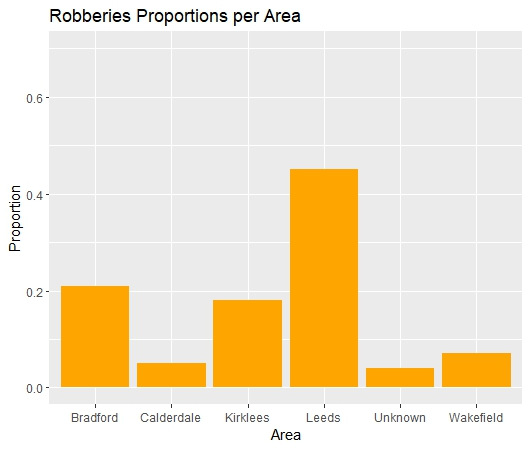 Robberies Proportions per Area
Proportion
0.6
0.4
0.2
0.0
Bradford Calderdale Kirklees Leeds Unknown Wakefield
Area